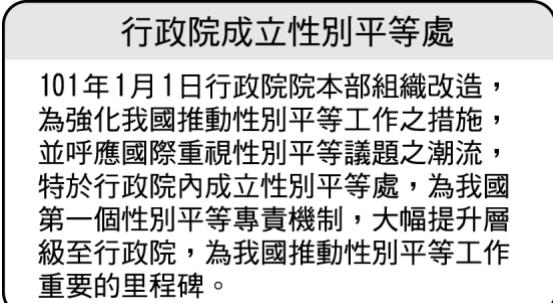 行政院成立性別平等處
101年1月1日行政院院本部組織改造，
為強化我國推動性別平等工作之措施，
並呼應國際重視性別平等議題之潮流，
特於行政院內成立性別平等處，為我國
第一個性別平等專責機制，大幅提升層
級至行政院，為我國推動性別平等工作
重要的里程碑。